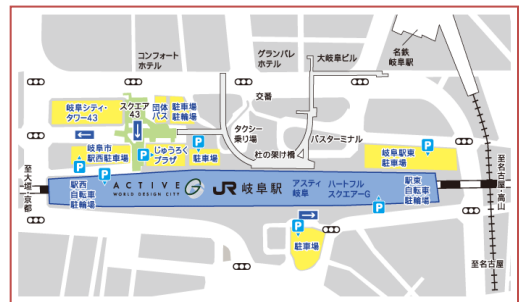 コンフォート
ホテル
グランパレ
ホテル
大岐阜ビル
名鉄
岐阜駅
岐阜シティ・
タワー43
スクエア
43
団体
バス
駐車場
駐輪場
交番
タクシー
乗り場
バスターミナル
杜の架け橋
岐阜市
駅西駐車場
P
じゅうろく
プラザ
P
駐車場
P
岐阜駅東
駐車場
P
至大垣・京都
至名古屋・高山
駅西
自転車
駐輪場
P
ACTIVE G
WORLD DESIGN CITY
JR 岐阜駅
アスティ
岐阜
ハートフル
スクエアーG
駅東
自転車
駐輪場
P
P
駐車場
至名古屋